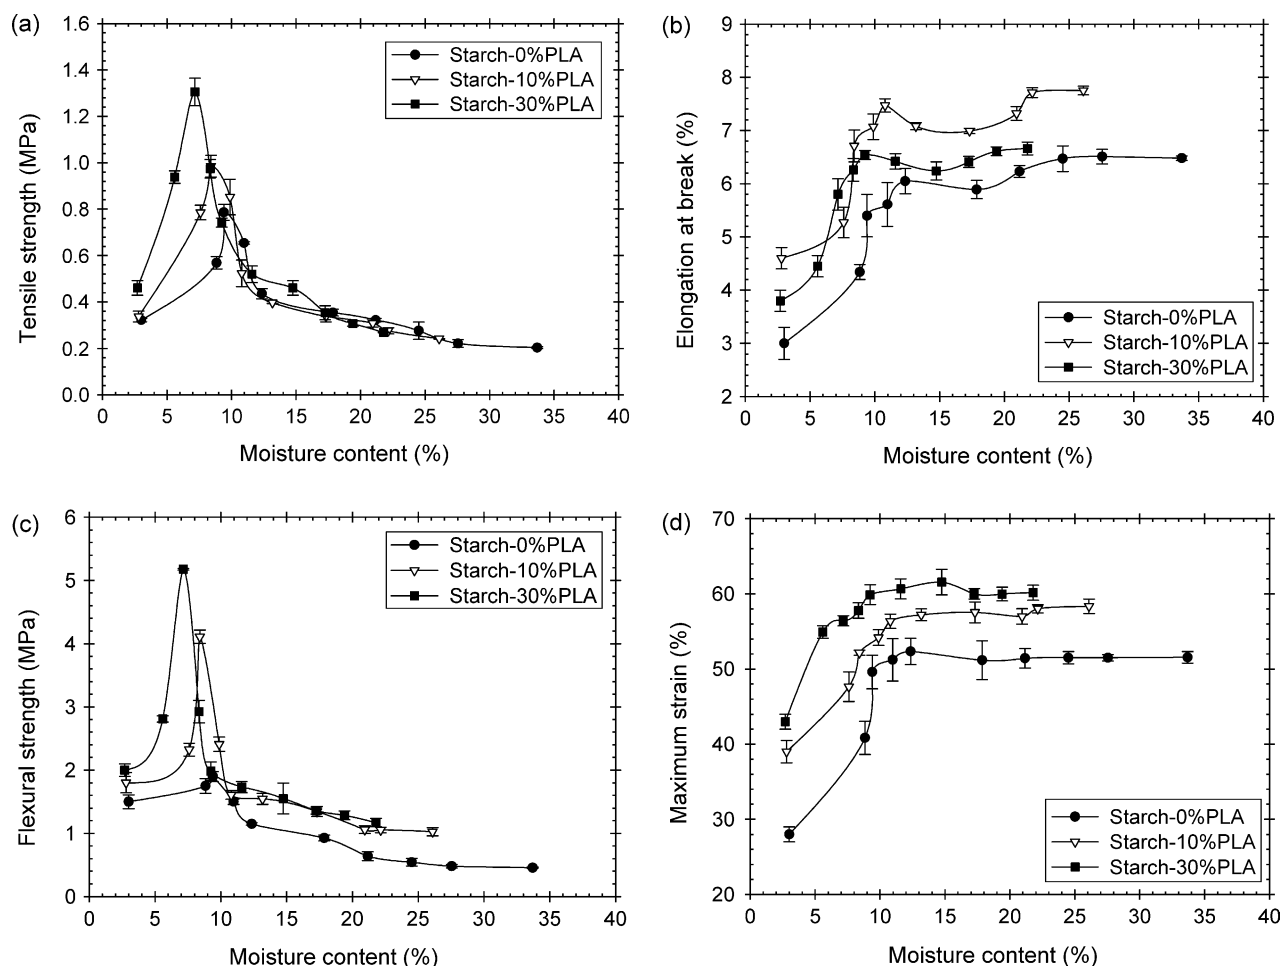 (a)
1.6
1.4
1.2
1.0
0.8
0.6
0.4
0.2
0.0
Tensile strength (MPa)
Starch-0%PLA
Starch-10%PLA
Starch-30%PLA
0 5 10 15 20 25 30 35 40
Moisture content (%)
(b)
9
8
7
6
5
4
3
2
Elongation at break (%)
Starch-0%PLA
Starch-10%PLA
Starch-30%PLA
0 5 10 15 20 25 30 35 40
Moisture content (%)
(c)
6
5
4
3
2
1
0
Flexural strength (MPa)
Starch-0%PLA
Starch-10%PLA
Starch-30%PLA
0 5 10 15 20 25 30 35 40
Moisture content (%)
(d)
70
60
50
40
30
20
Maximum strain (%)
Starch-0%PLA
Starch-10%PLA
Starch-30%PLA
0 5 10 15 20 25 30 35 40
Moisture content (%)